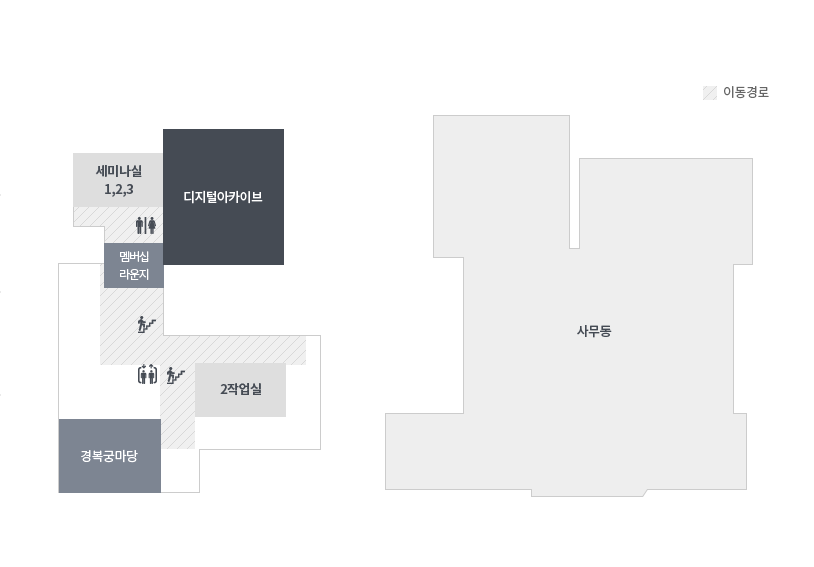 이동경로
세미나실
1,2,3
디지털아카이브
멤버십
라운지
사무동
2작업실
경복궁마당